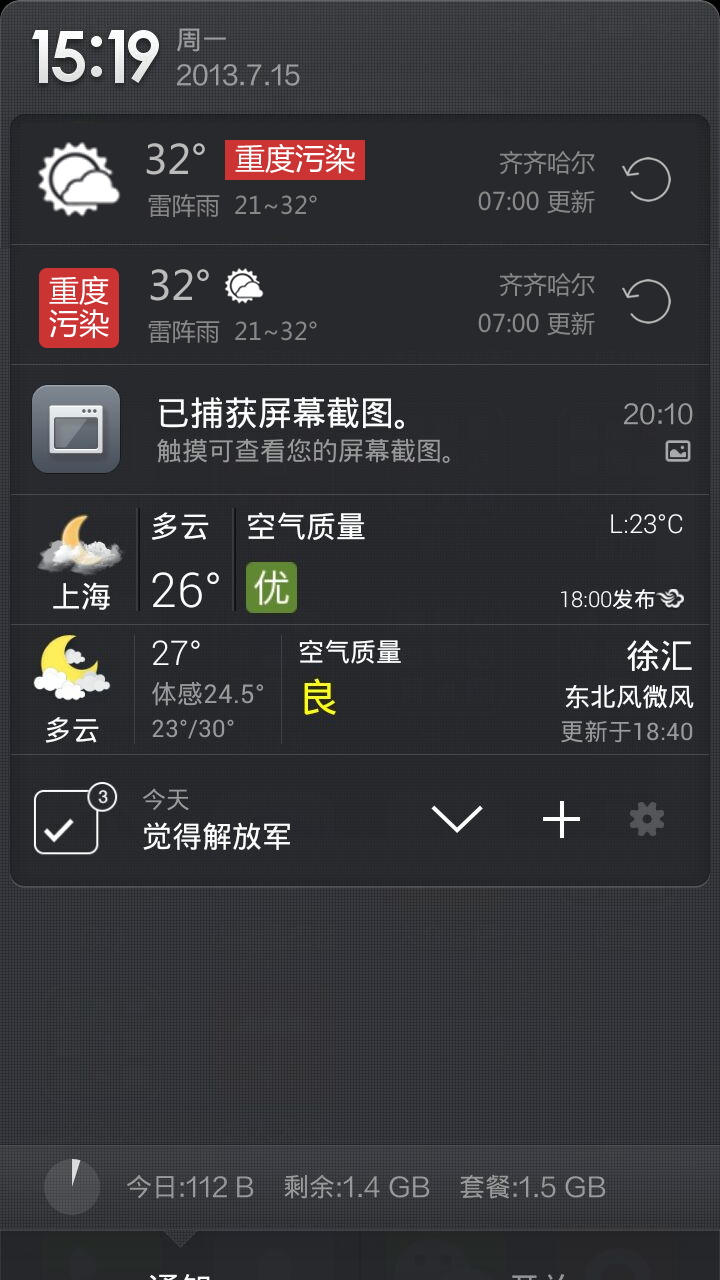 15:19
周一
2013.7.15
32° 重度污染
雷阵雨 21~32°
齐齐哈尔
07:00 更新
重度
污染
32°
雷阵雨 21~32°
齐齐哈尔
07:00 更新
已捕获屏幕截图。
20:10
触摸可查看您的屏幕截图。
多云
空气质量
L:23°C
上海
26°
优
18:00发布
27°
空气质量
徐汇
体感24.5°
良
东北风微风
多云
23°/30°
更新于18:40
3
今天
觉得解放军
今日:112 B 剩余:1.4 GB 套餐:1.5 GB